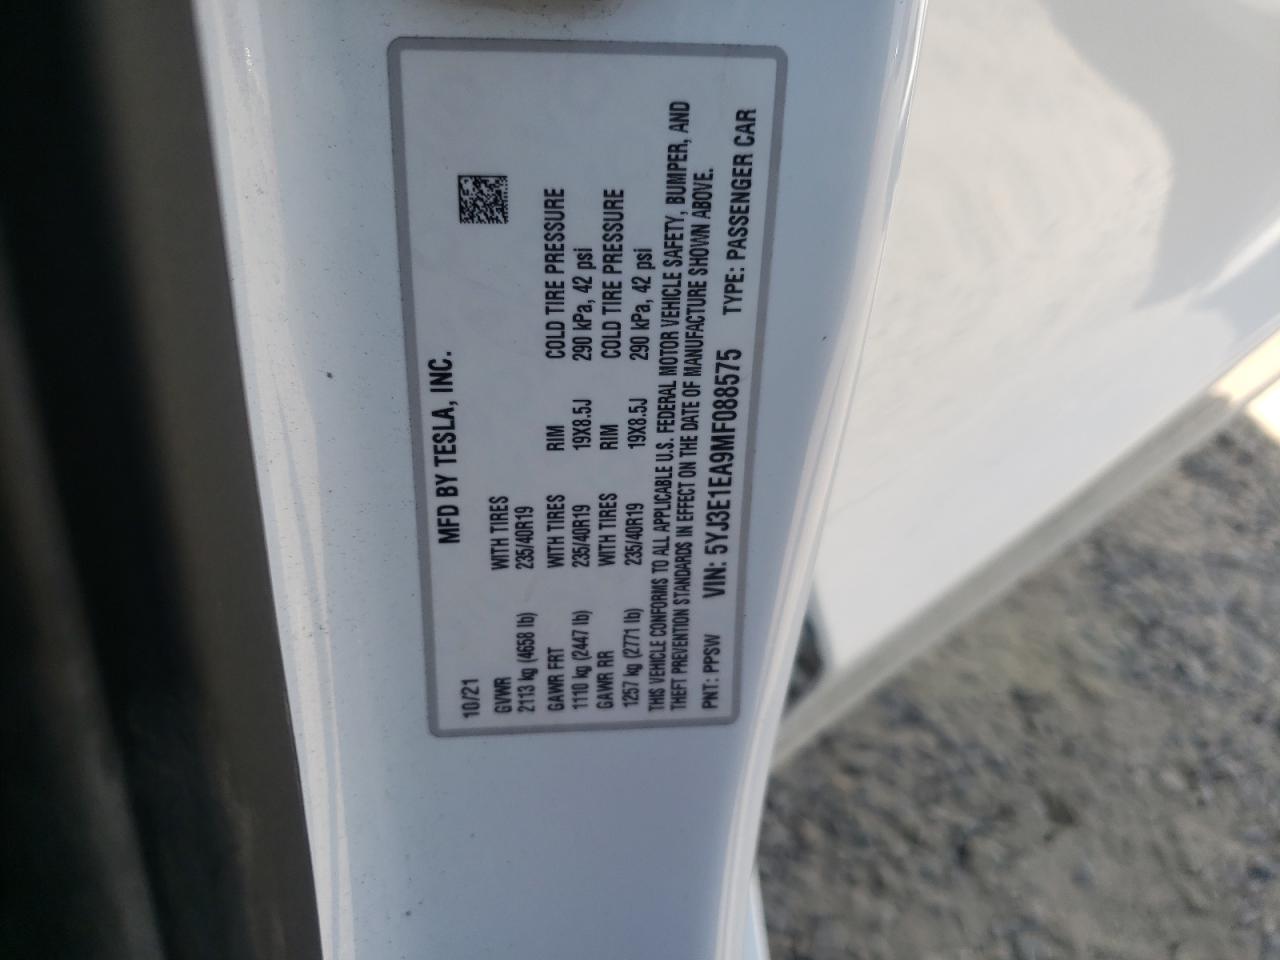 MFD BY TESLA, INC.
10/21
GVWR WITH TIRES
2113 kg (4658 lb) 235/40R19
GAWR FRT WITH TIRES RIM COLD TIRE PRESSURE
1110 kg (2447 lb) 235/40R19 19X8.5J 290 kPa, 42 psi
GAWR RR WITH TIRES RIM COLD TIRE PRESSURE
1257 kg (2771 lb) 235/40R19 19X8.5J 290 kPa, 42 psi
THIS VEHICLE CONFORMS TO ALL APPLICABLE U.S. FEDERAL MOTOR VEHICLE SAFETY, BUMPER, AND
THEFT PREVENTION STANDARDS IN EFFECT ON THE DATE OF MANUFACTURE SHOWN ABOVE.
PNT: PPSW VIN: 5YJ3E1EA9MF088575 TYPE: PASSENGER CAR